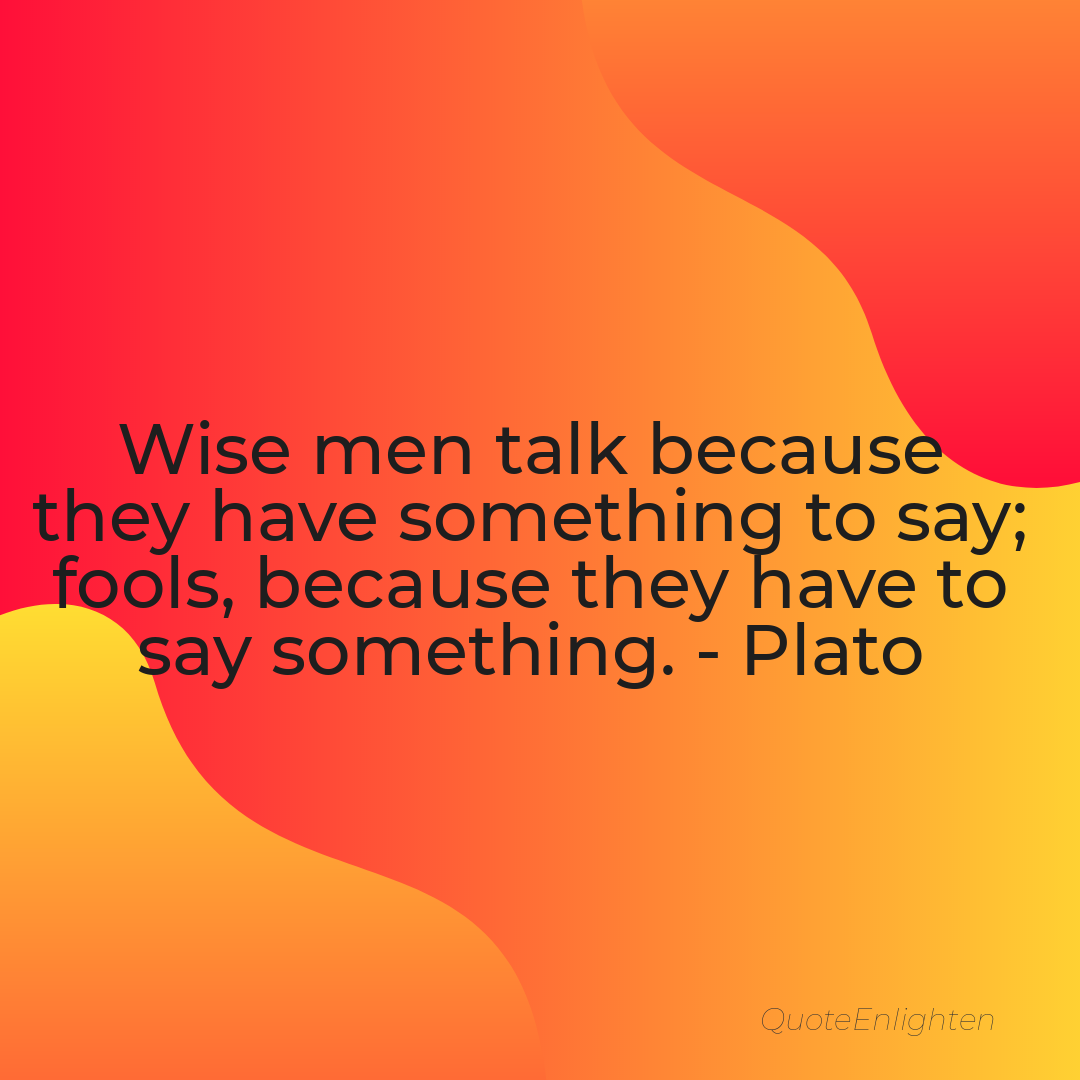 Wise men talk because
they have something to say;
fools, because they have to
say something. - Plato
QuoteEnlighten